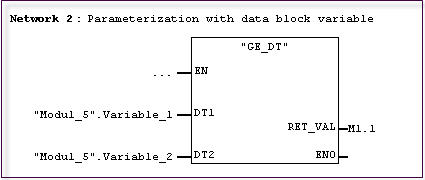 Network 2 : Parameterization with data block variable
"GE_DT"
... EN
"Modul_5".Variable_1 DT1
RET_VAL M1.1
"Modul_5".Variable_2 DT2 ENO